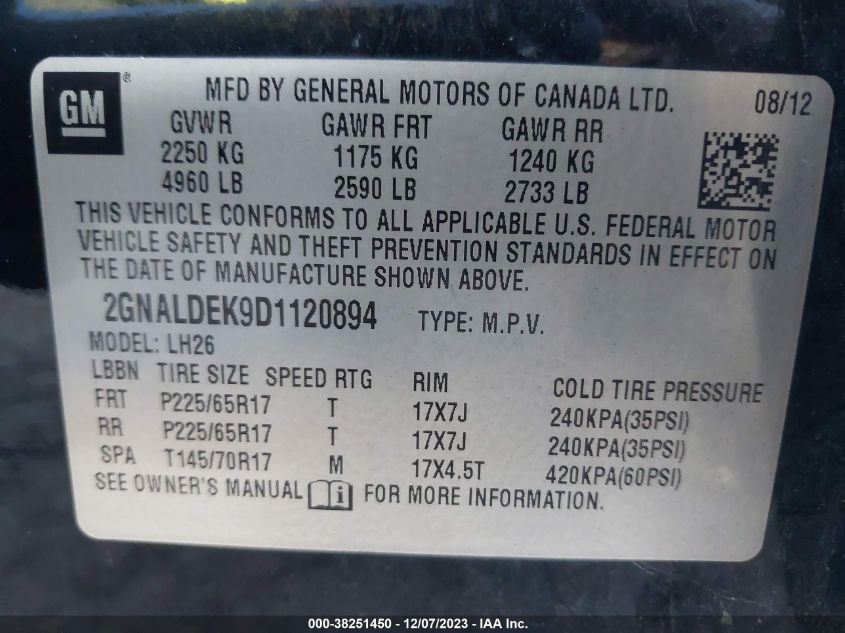 GM ®
MFD BY GENERAL MOTORS OF CANADA LTD. 08/12
GVWR GAWR FRT GAWR RR
2250 KG 1175 KG 1240 KG
4960 LB 2590 LB 2733 LB
THIS VEHICLE CONFORMS TO ALL APPLICABLE U.S. FEDERAL MOTOR
VEHICLE SAFETY AND THEFT PREVENTION STANDARDS IN EFFECT ON
THE DATE OF MANUFACTURE SHOWN ABOVE.
2GNALDEK9D1120894 TYPE: M.P.V.
MODEL: LH26
LBBN TIRE SIZE SPEED RTG RIM COLD TIRE PRESSURE
FRT P225/65R17 T 17X7J 240KPA(35PSI)
RR P225/65R17 T 17X7J 240KPA(35PSI)
SPA T145/70R17 M 17X4.5T 420KPA(60PSI)
SEE OWNER'S MANUAL i FOR MORE INFORMATION.
000-38251450 - 12/07/2023 - IAA Inc.